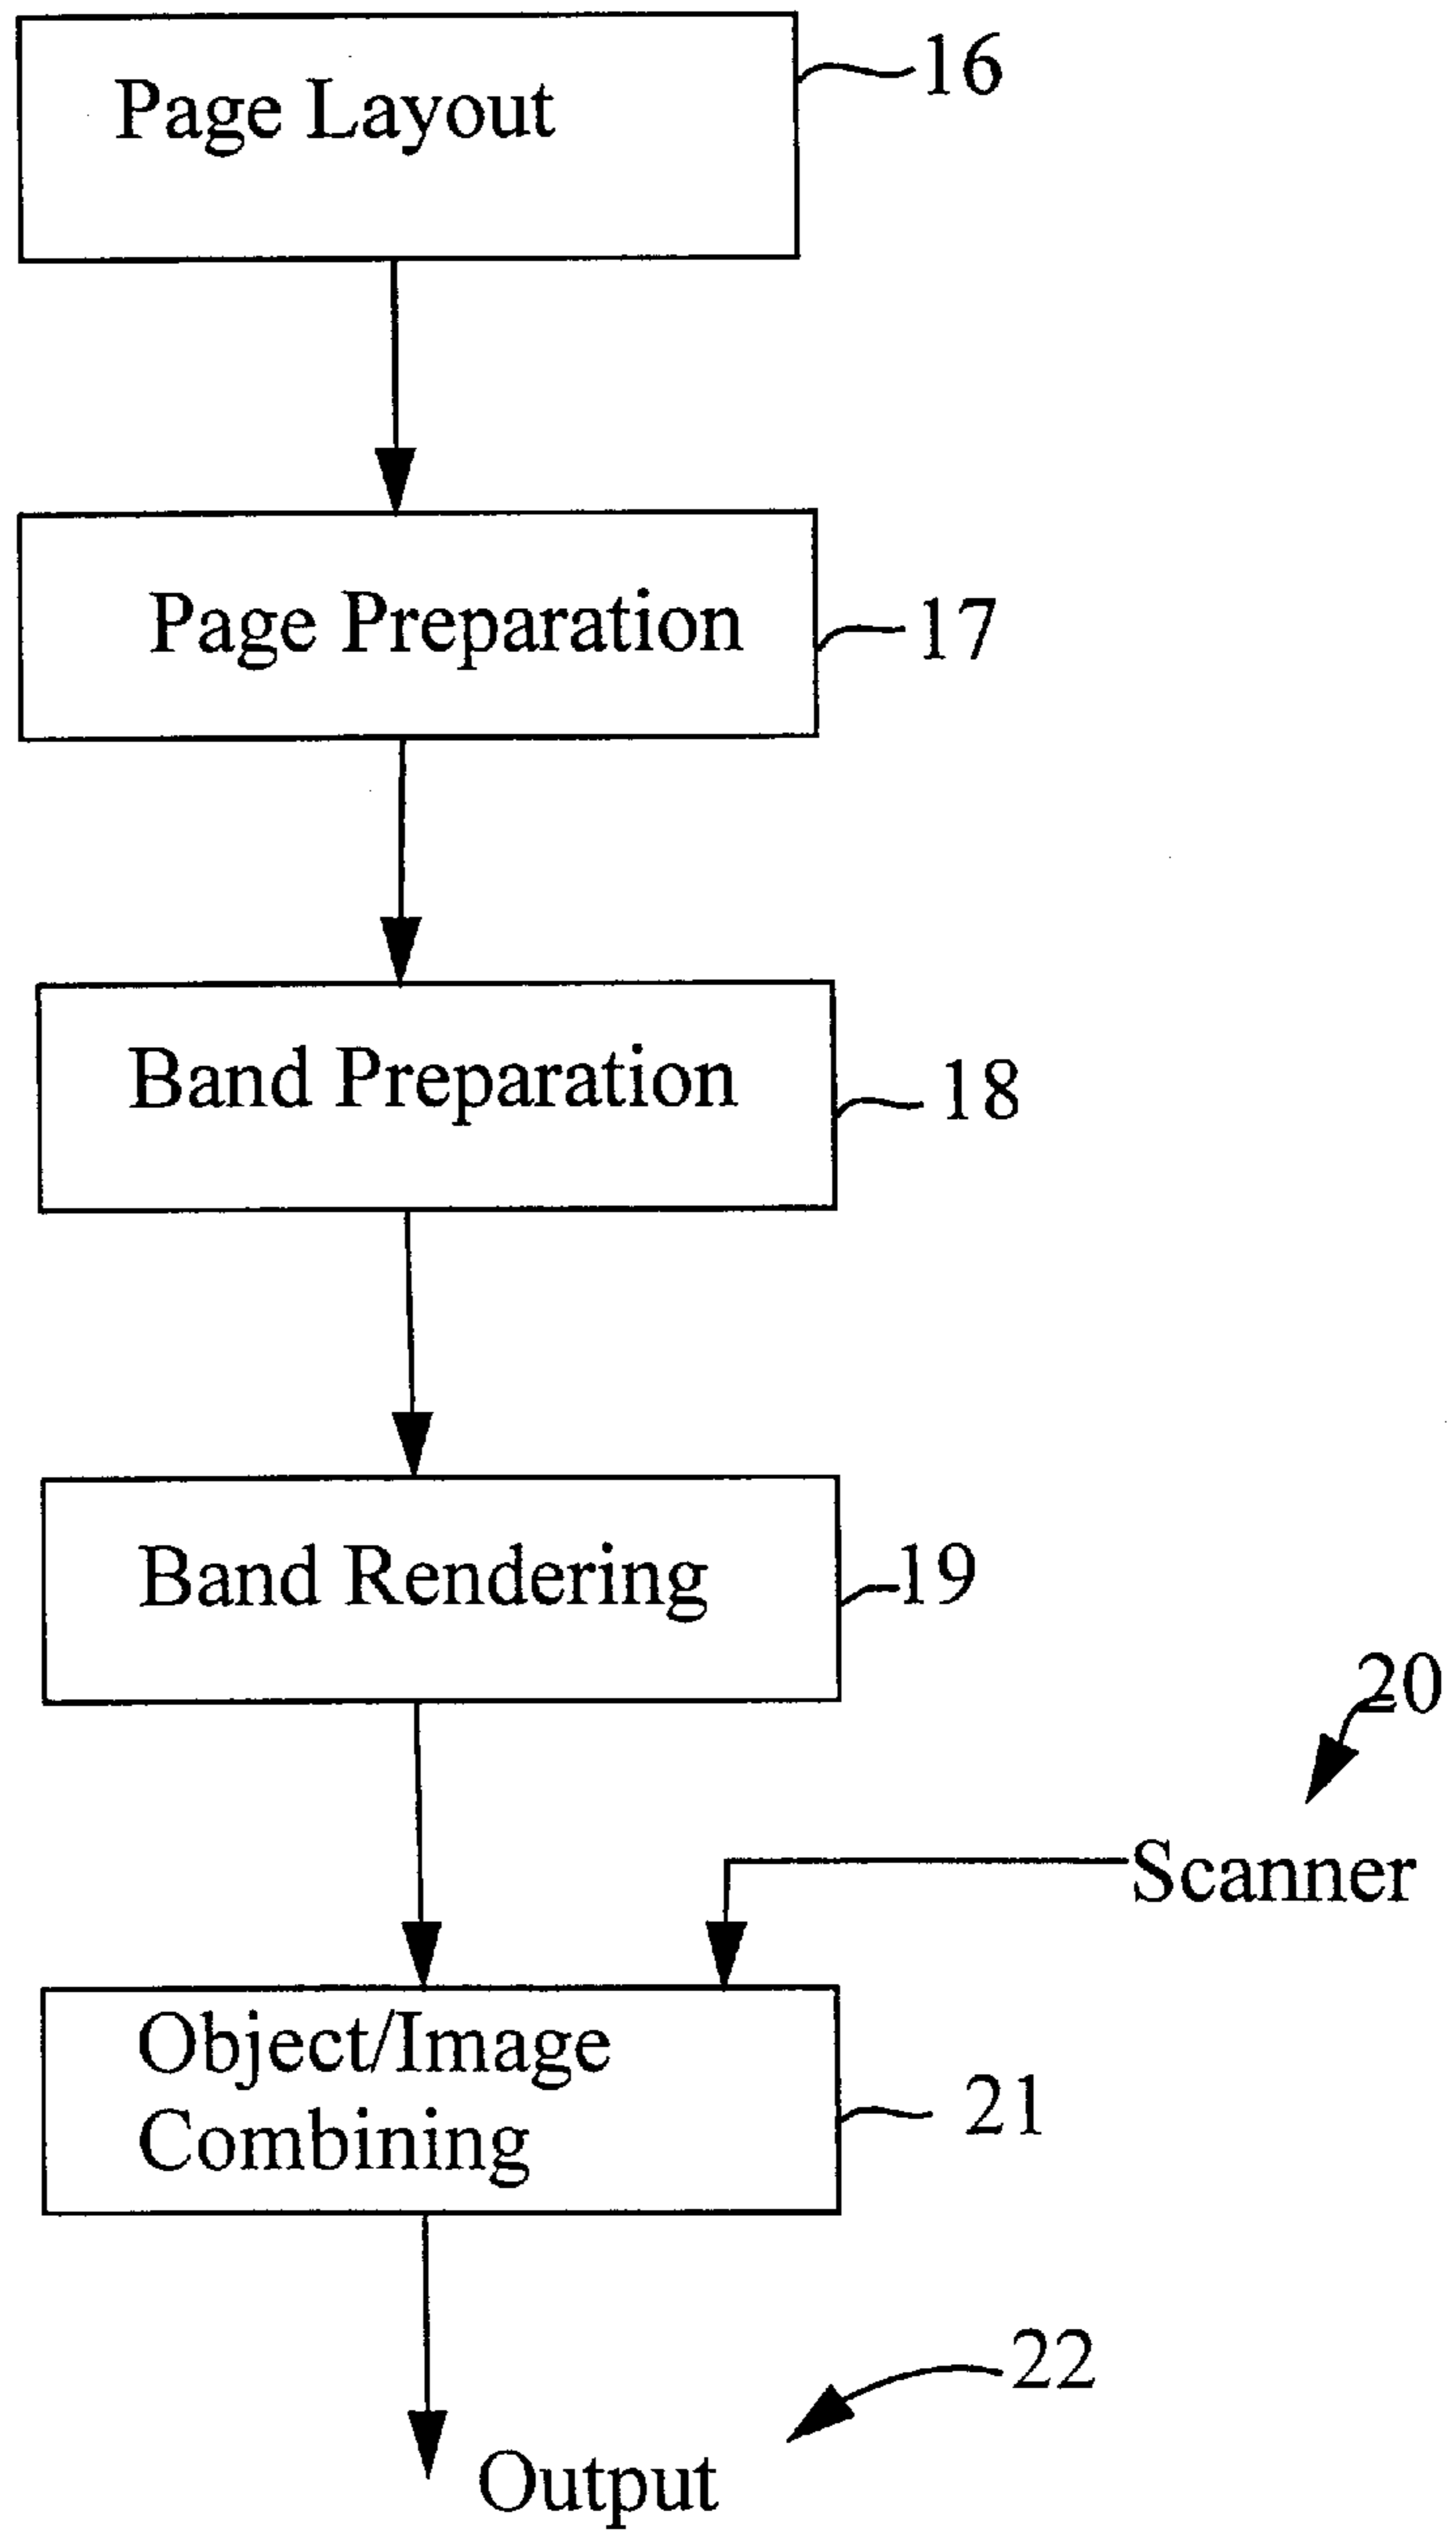 Page Layout
16
Page Preparation
17
Band Preparation
18
Band Rendering
19
20
Scanner
Object/Image
Combining
21
22
Output